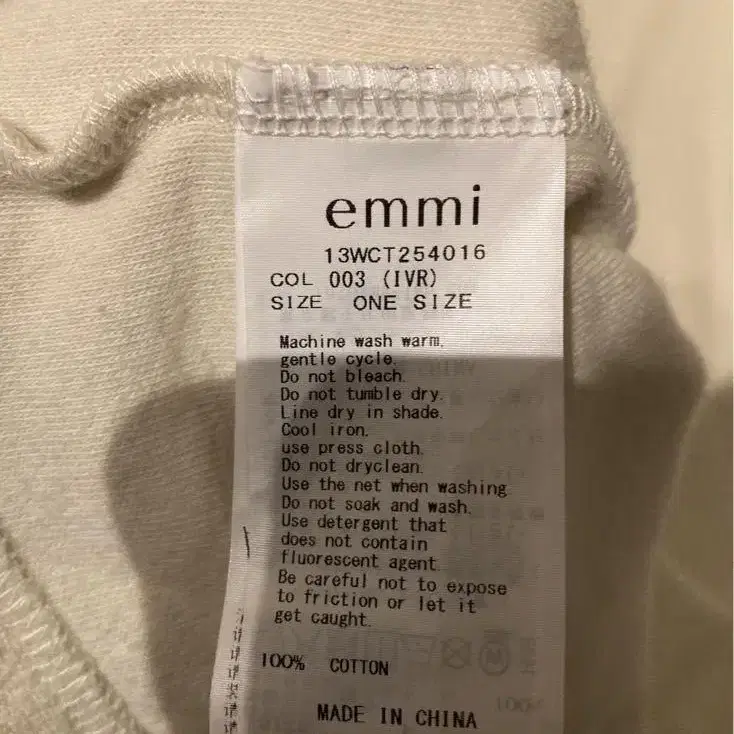 emmi
13WCT254016
COL 003 (IVR)
SIZE ONE SIZE
Machine wash warm.
gentle cycle.
Do not bleach.
Do not tumble dry.
Line dry in shade.
Cool iron.
use press cloth.
Do not dryclean.
Use the net when washing
Do not soak and wash.
Use detergent that
does not contain
fluorescent agent.
Be careful not to expose
to friction or let it
get caught.
100% COTTON
MADE IN CHINA